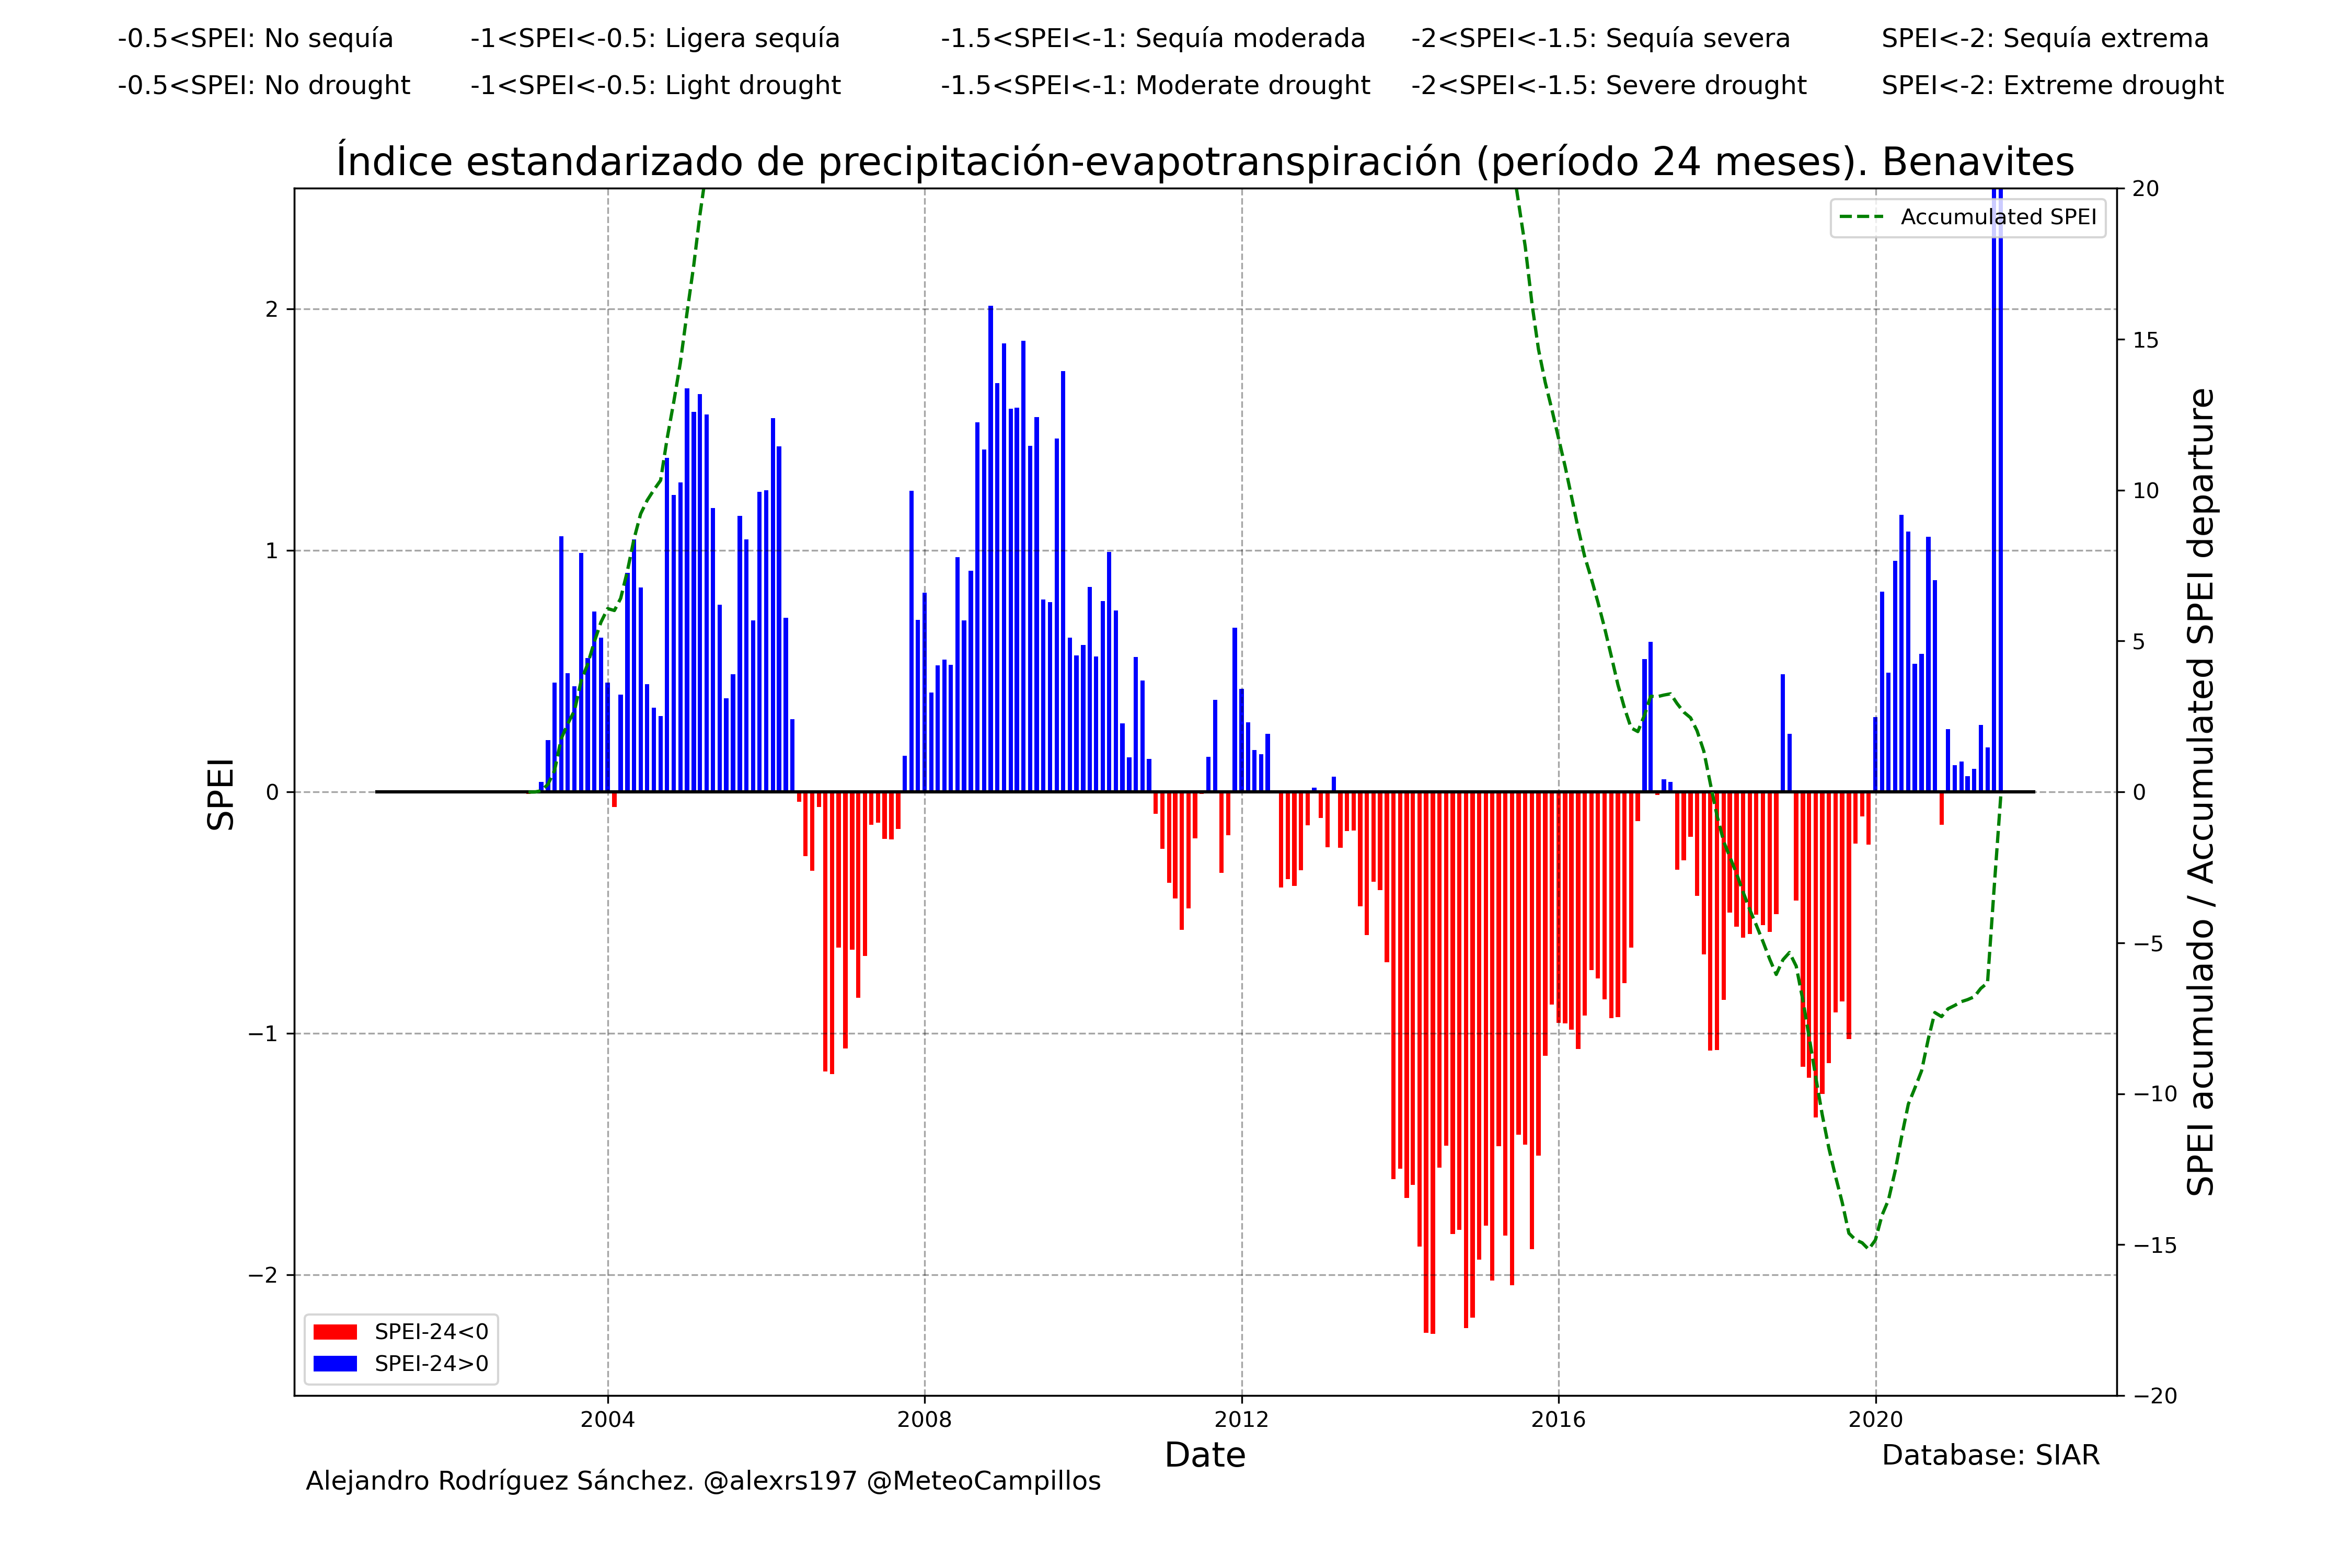 -0.5<SPEI: No sequía -1<SPEI<-0.5: Ligera sequía -1.5<SPEI<-1: Sequía moderada -2<SPEI<-1.5: Sequía severa SPEI<-2: Sequía extrema
-0.5<SPEI: No drought -1<SPEI<-0.5: Light drought -1.5<SPEI<-1: Moderate drought -2<SPEI<-1.5: Severe drought SPEI<-2: Extreme drought
Índice estandarizado de precipitación-evapotranspiración (período 24 meses). Benavites
Accumulated SPEI
SPEI
2
1
0
−1
−2
20
15
10
5
0
−5
−10
−15
−20
SPEI acumulado / Accumulated SPEI departure
SPEI-24<0
SPEI-24>0
2004 2008 2012 2016 2020
Date
Database: SIAR
Alejandro Rodríguez Sánchez. @alexrs197 @MeteoCampillos